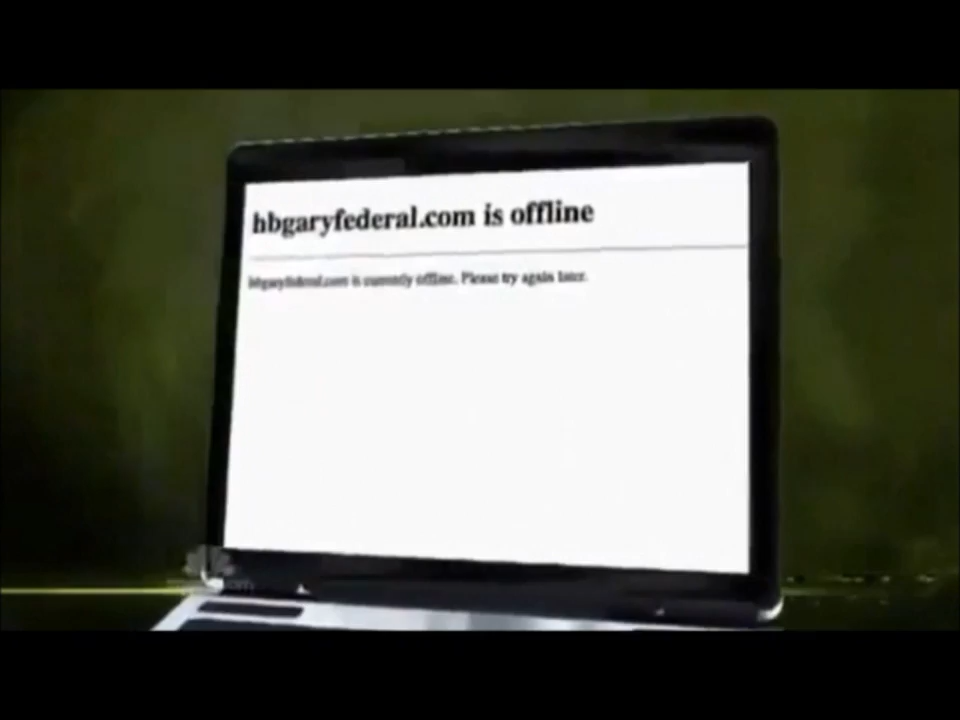 hbgaryfederal.com is offline
hbgaryfederal.com is currently offline. Please try again later.